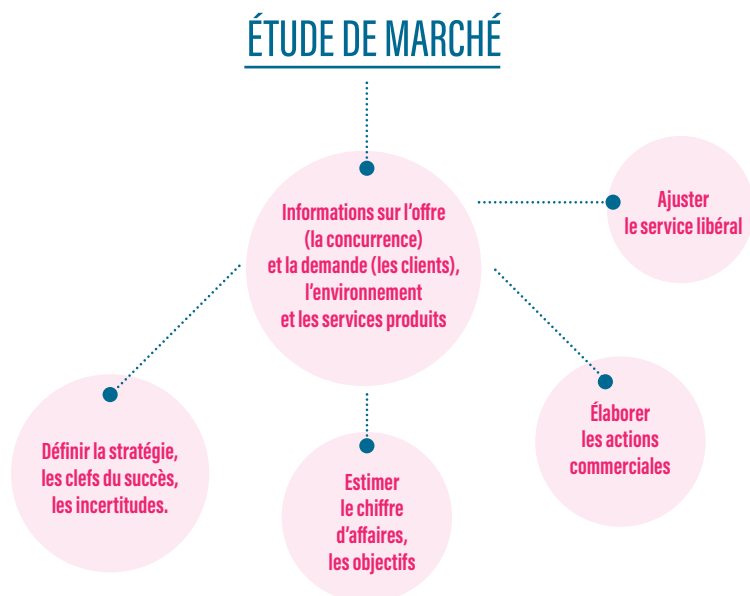 ÉTUDE DE MARCHÉ
Informations sur l'offre
(la concurrence)
et la demande (les clients),
l'environnement
et les services produits
Ajuster
le service libéral
Élaborer
les actions
commerciales
Estimer
le chiffre
d'affaires,
les objectifs
Définir la stratégie,
les clefs du succès,
les incertitudes.